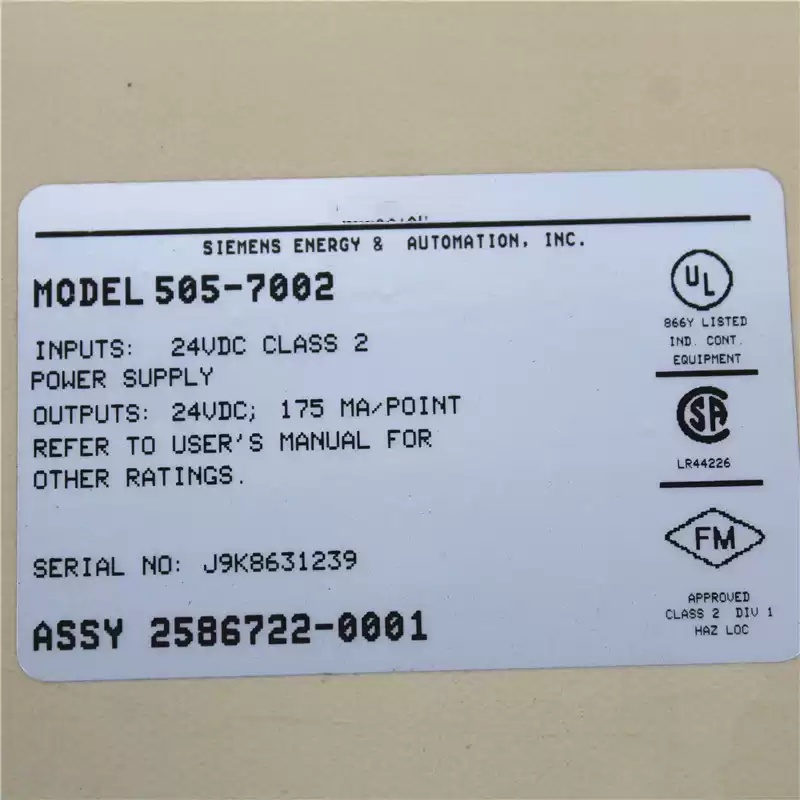 SIEMENS ENERGY & AUTOMATION, INC.
MODEL 505-7002
INPUTS: 24VDC CLASS 2
POWER SUPPLY
OUTPUTS: 24VDC; 175 MA/POINT
REFER TO USER'S MANUAL FOR
OTHER RATINGS.
SERIAL NO: J9K8631239
ASSY 2586722-0001
UL
866Y LISTED
IND. CONT.
EQUIPMENT
SA
LR44226
FM
APPROVED
CLASS 2 DIV 1
HAZ LOC